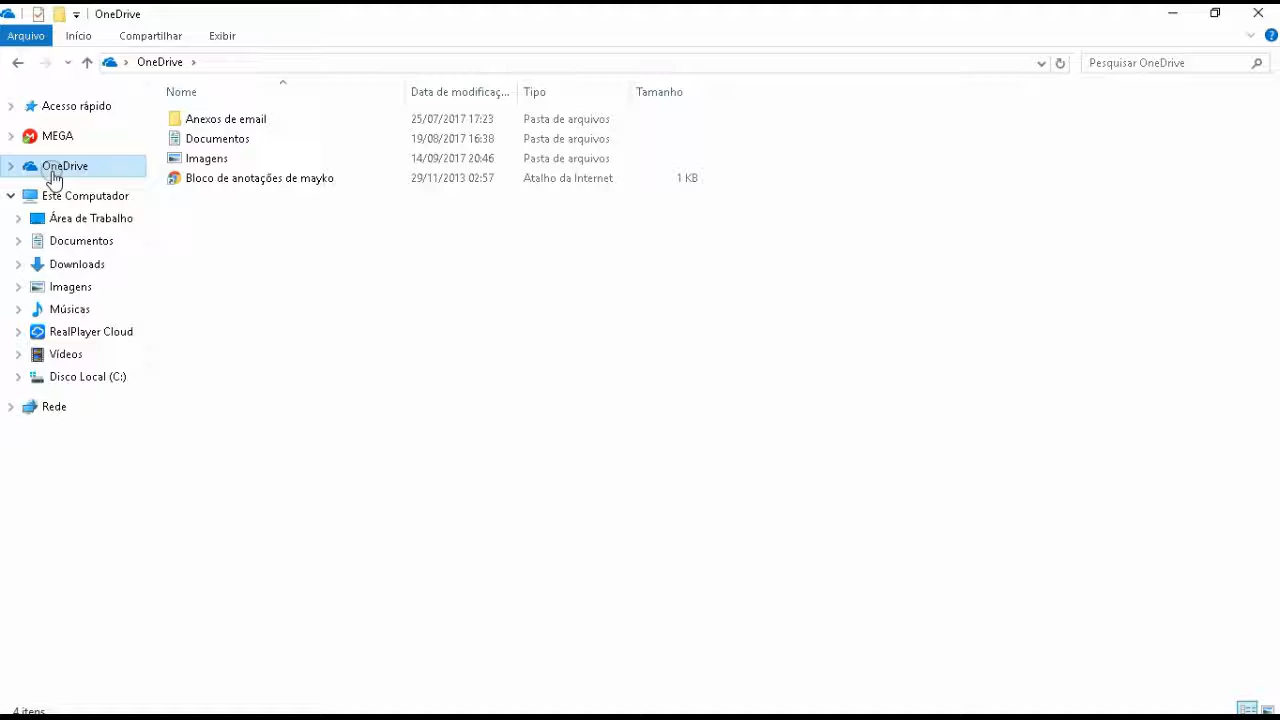 OneDrive
Arquivo Início Compartilhar Exibir
OneDrive
Pesquisar OneDrive
Nome Data de modificaç... Tipo Tamanho
Acesso rápido
MEGA
OneDrive
Este Computador
Área de Trabalho
Documentos
Downloads
Imagens
Músicas
RealPlayer Cloud
Vídeos
Disco Local (C:)
Rede
Anexos de email 25/07/2017 17:23 Pasta de arquivos
Documentos 19/08/2017 16:38 Pasta de arquivos
Imagens 14/09/2017 20:46 Pasta de arquivos
Bloco de anotações de mayko 29/11/2013 02:57 Atalho da Internet 1 KB
4 itens